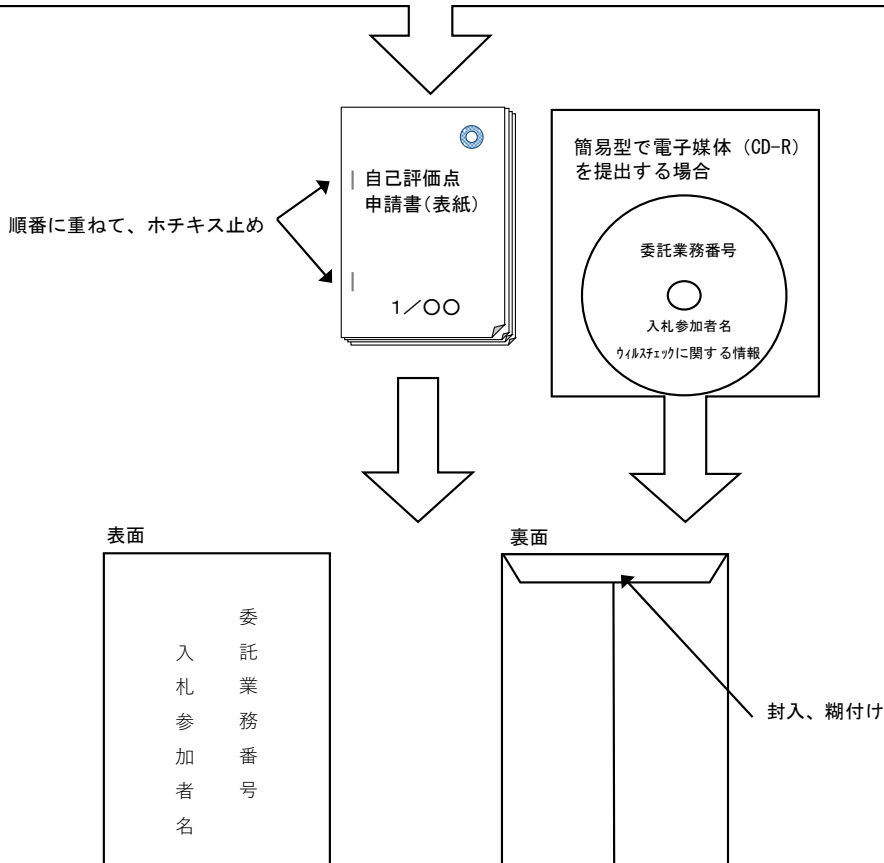 簡易型で電子媒体（CD-R）
を提出する場合
自己評価点
申請書（表紙）
順番に重ねて、ホチキス止め
委託業務番号
入札参加者名
ｳｨﾙｽﾁｪｯｸに関する情報
1／〇〇
表面
裏面
委託業務番号
入札参加者名
封入、糊付け